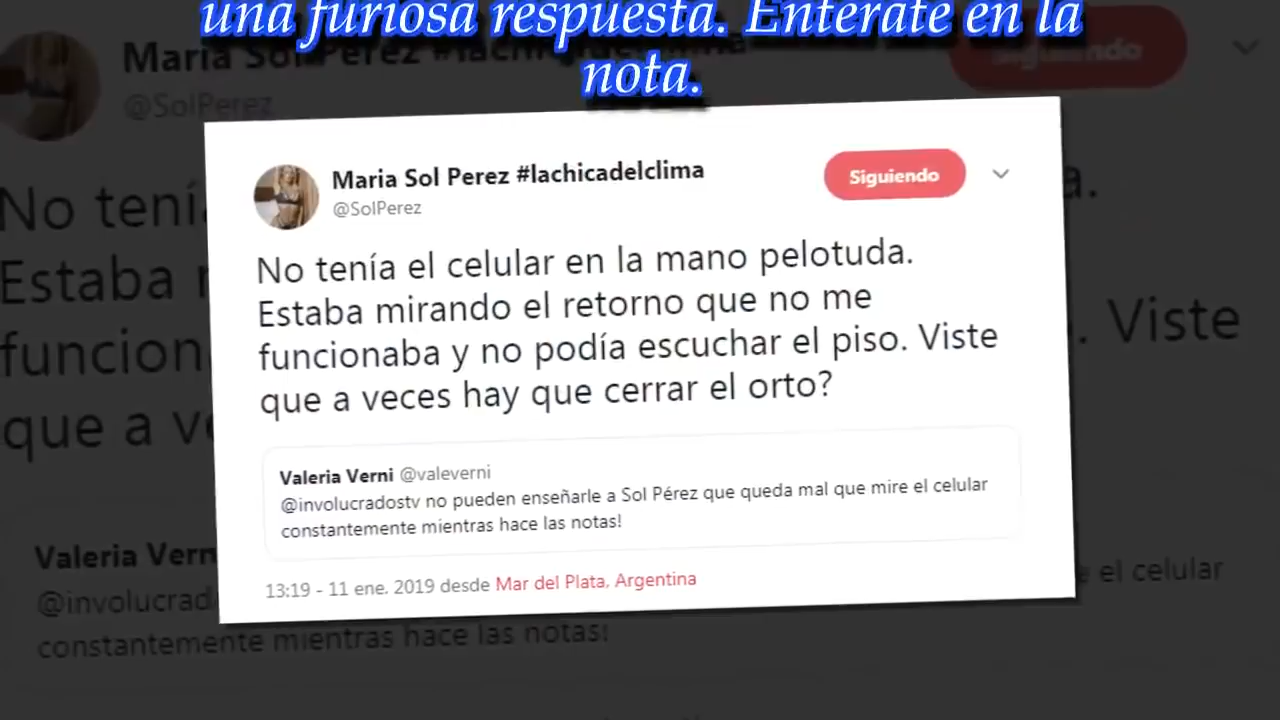 una furiosa respuesta. Enterate en la
nota.
Maria Sol Perez #lachicadelclima
@SolPerez
Siguiendo
No tenía el celular en la mano pelotuda.
Estaba mirando el retorno que no me
funcionaba y no podía escuchar el piso. Viste
que a veces hay que cerrar el orto?
Valeria Verni @valeverni
@involucradostv no pueden enseñarle a Sol Pérez que queda mal que mire el celular
constantemente mientras hace las notas!
13:19 - 11 ene. 2019 desde Mar del Plata, Argentina